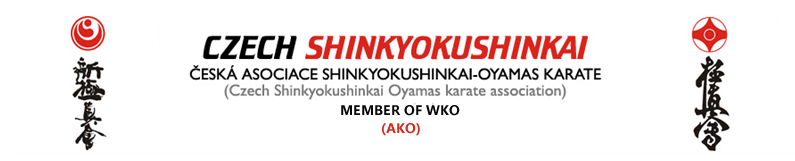 新極真會
CZECH SHINKYOKUSHINKAI
ČESKÁ ASOCIACE SHINKYOKUSHINKAI-OYAMAS KARATE
(Czech Shinkyokushinkai Oyamas karate association)
MEMBER OF WKO
(AKO)
極真會